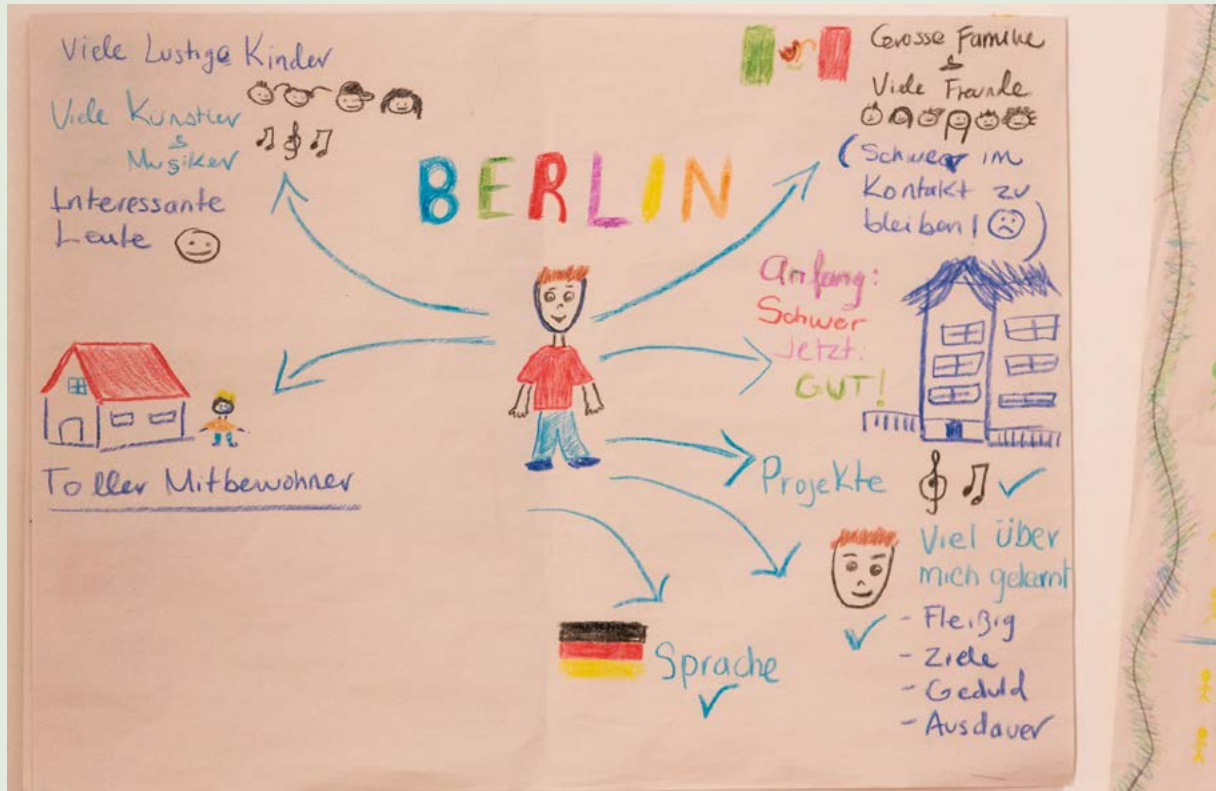 Viele Lustige Kinder
Viele Künstler
&
Musiker
Interessante
Leute
BERLIN
Grosse Familie
&
Viele Freunde
(Schwer im
Kontakt zu
bleiben!)
Anfang:
Schwer
Jetzt:
GUT!
Toller Mitbewohner
Projekte
Viel über
mich gelernt
- Fleißig
- Ziele
- Geduld
- Ausdauer
Sprache